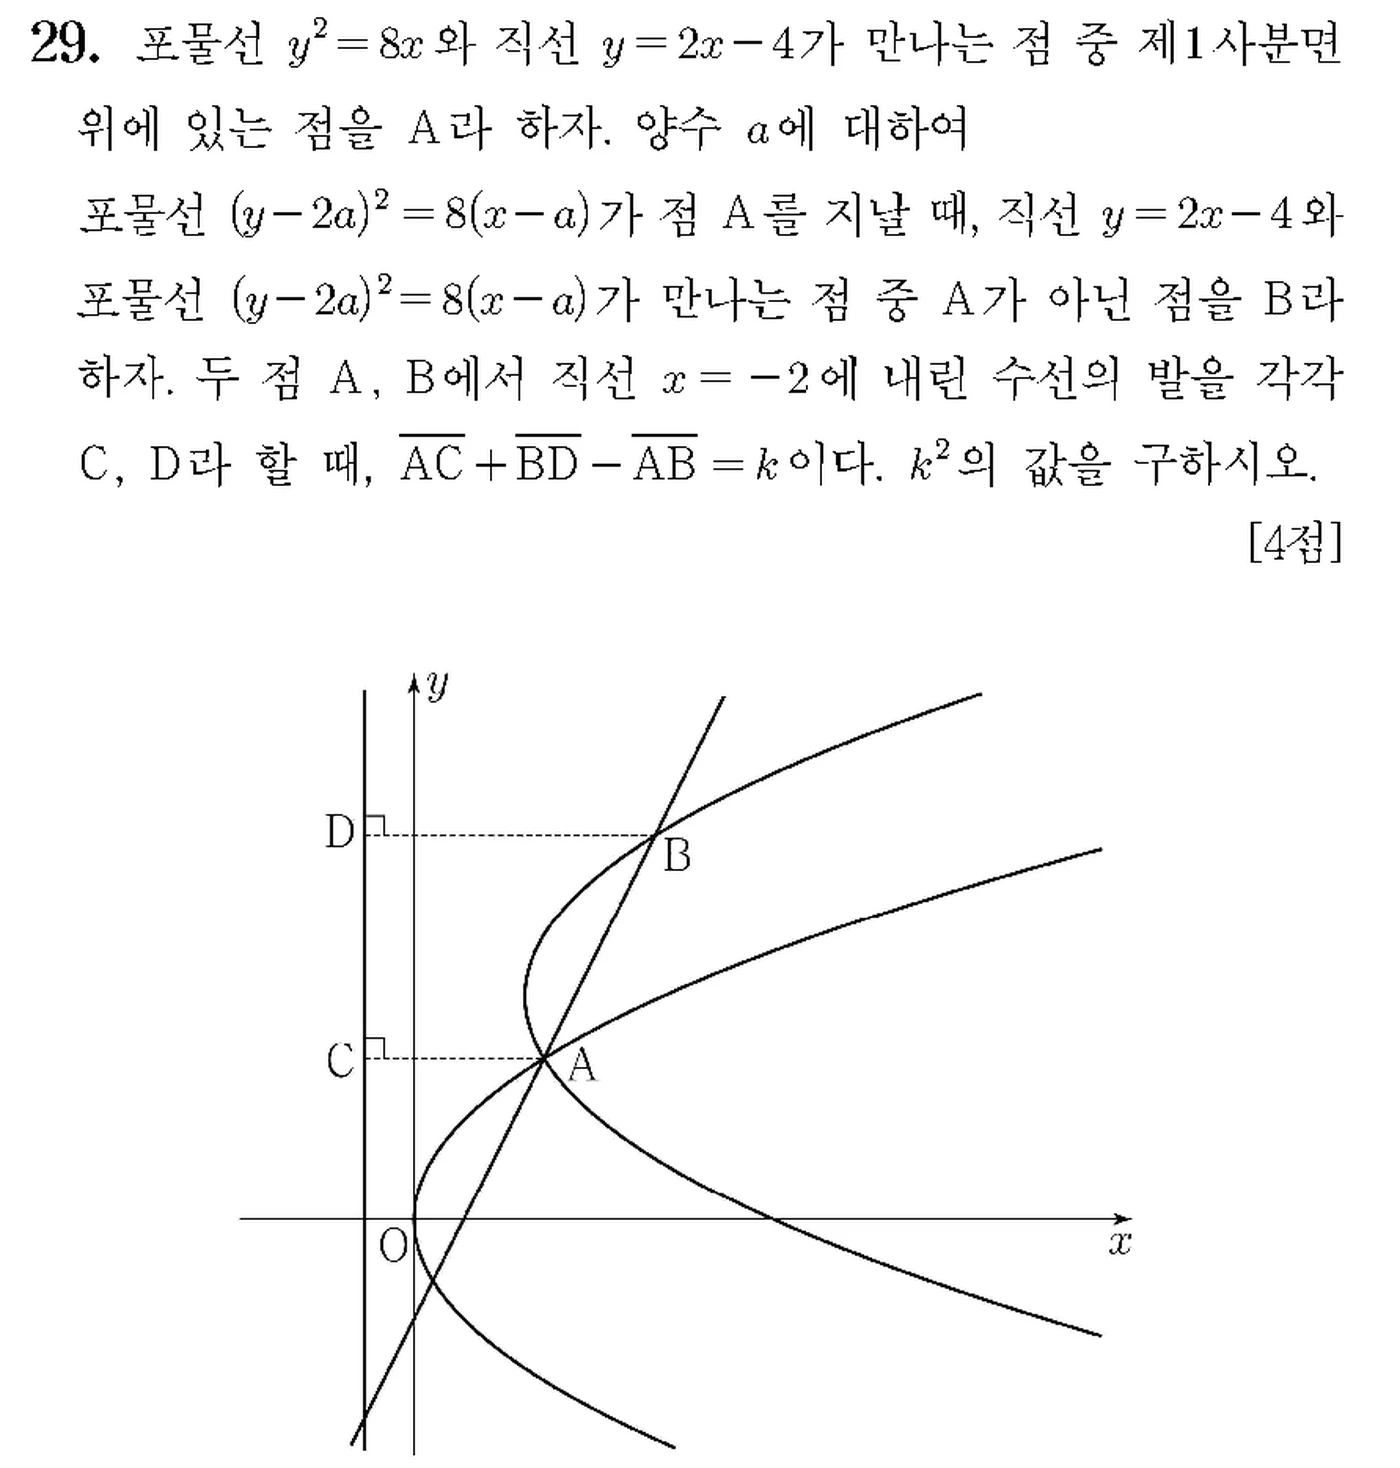 29. 포물선 y² = 8x와 직선 y = 2x − 4가 만나는 점 중 제1사분면
위에 있는 점을 A라 하자. 양수 a에 대하여
포물선 (y − 2a)² = 8(x − a)가 점 A를 지날 때, 직선 y = 2x − 4와
포물선 (y − 2a)² = 8(x − a)가 만나는 점 중 A가 아닌 점을 B라
하자. 두 점 A, B에서 직선 x = −2에 내린 수선의 발을 각각
C, D라 할 때, A̅C̅ + B̅D̅ − A̅B̅ = k이다. k²의 값을 구하시오.
[4점]
y
D
B
C
A
O
x